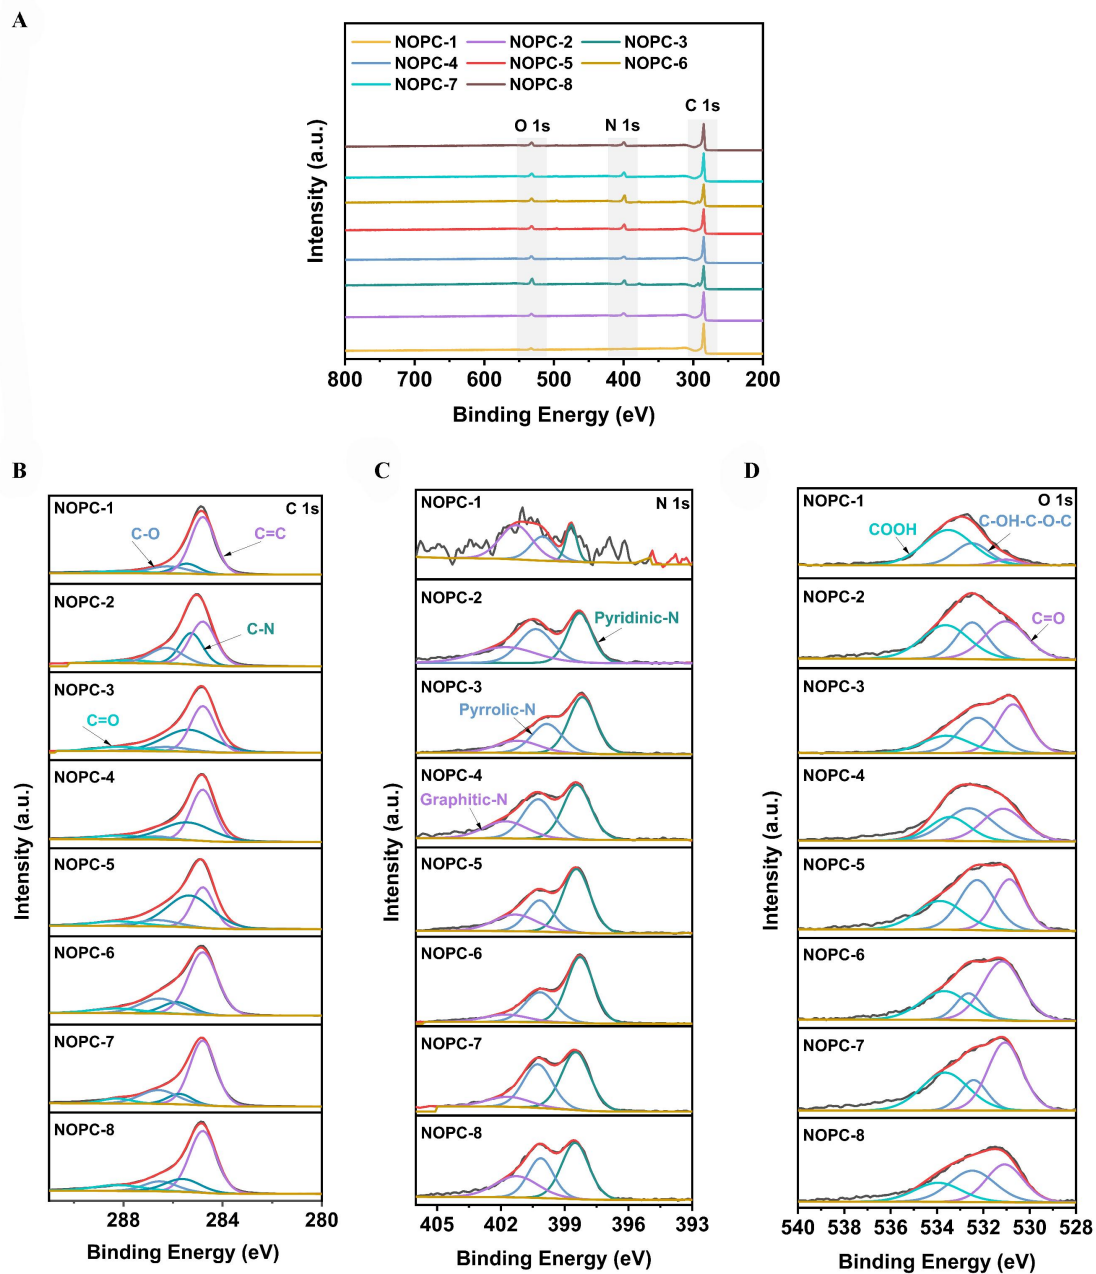 A
NOPC-1 NOPC-2 NOPC-3
NOPC-4 NOPC-5 NOPC-6
NOPC-7 NOPC-8
C 1s
O 1s N 1s
Intensity (a.u.)
800 700 600 500 400 300 200
Binding Energy (eV)
B
NOPC-1 C 1s
C-O C=C
NOPC-2
C-N
NOPC-3
C=O
NOPC-4
NOPC-5
NOPC-6
NOPC-7
NOPC-8
Intensity (a.u.)
288 284 280
Binding Energy (eV)
C
NOPC-1 N 1s
NOPC-2
Pyridinic-N
NOPC-3
Pyrrolic-N
NOPC-4
Graphitic-N
NOPC-5
NOPC-6
NOPC-7
NOPC-8
Intensity (a.u.)
405 402 399 396 393
Binding Energy (eV)
D
NOPC-1 O 1s
COOH C-OH-C-O-C
NOPC-2
C=O
NOPC-3
NOPC-4
NOPC-5
NOPC-6
NOPC-7
NOPC-8
Intensity (a.u.)
540 538 536 534 532 530 528
Binding Energy (eV)